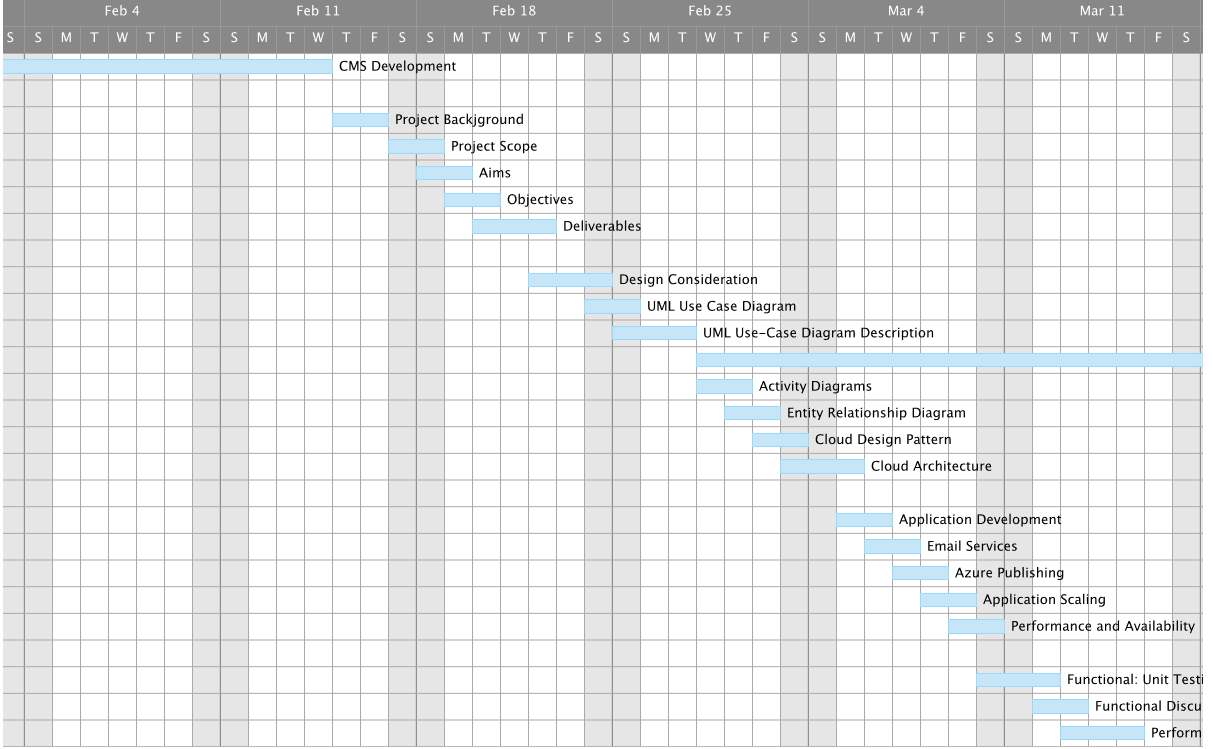 Feb 4 Feb 11 Feb 18 Feb 25 Mar 4 Mar 11
S S M T W T F S S M T W T F S S M T W T F S S M T W T F S S M T W T F S S M T W T F S
CMS Development
Project Backjground
Project Scope
Aims
Objectives
Deliverables
Design Consideration
UML Use Case Diagram
UML Use-Case Diagram Description
Activity Diagrams
Entity Relationship Diagram
Cloud Design Pattern
Cloud Architecture
Application Development
Email Services
Azure Publishing
Application Scaling
Performance and Availability
Functional: Unit Testi
Functional Discu
Perform